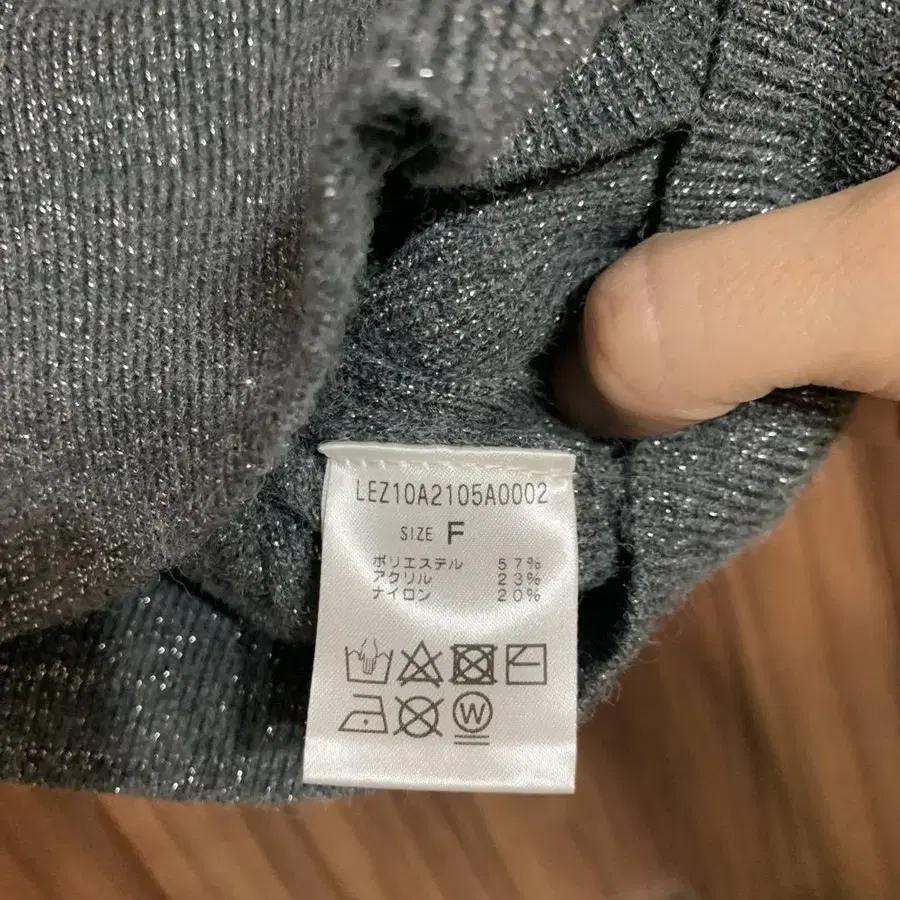 LEZ10A2105A0002
SIZE F
ポリエステル 57%
アクリル 23%
ナイロン 20%
W